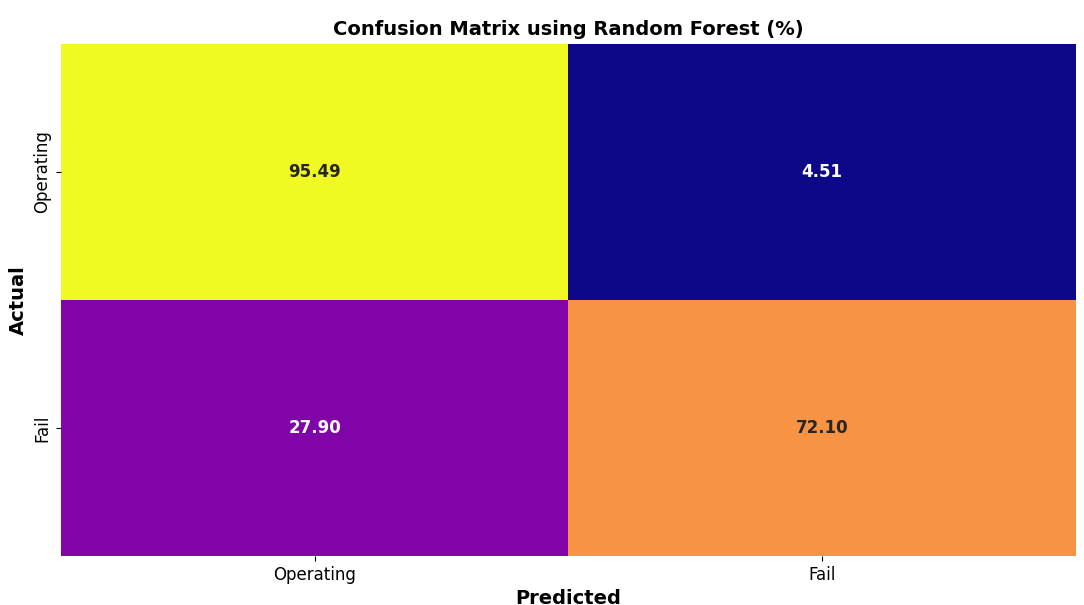 Confusion Matrix using Random Forest (%)
Actual
Operating
95.49
4.51
Fail
27.90
72.10
Operating
Fail
Predicted